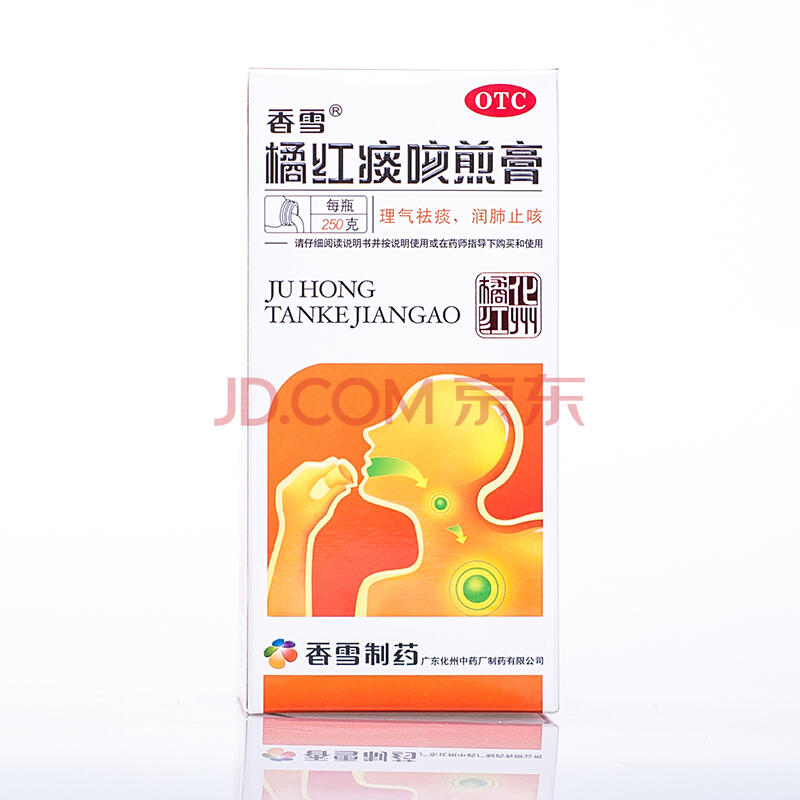 OTC
香雪®
橘红痰咳煎膏
每瓶
250克
理气祛痰，润肺止咳
请仔细阅读说明书并按说明使用或在药师指导下购买和使用
JU HONG
TANKE JIANGAO
化州橘红
JD.COM 京东
香雪制药 广东化州中药厂制药有限公司